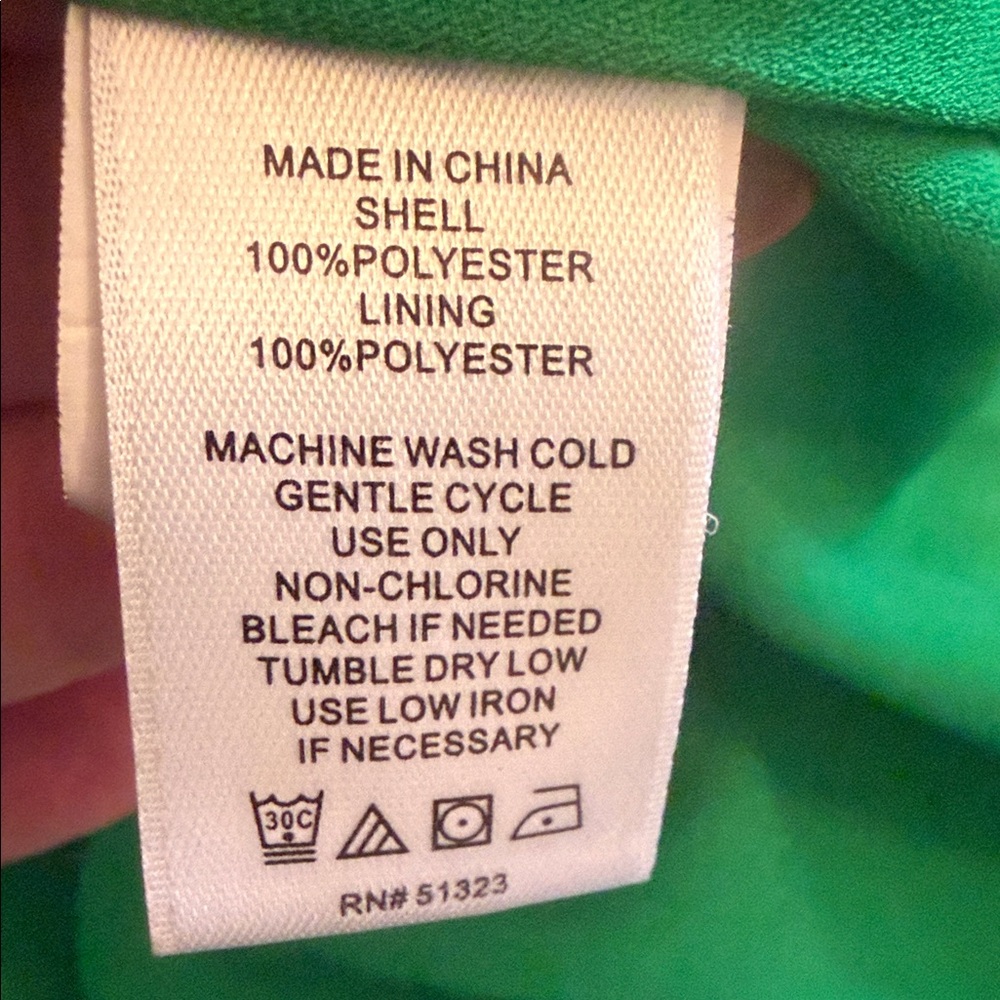 MADE IN CHINA
SHELL
100%POLYESTER
LINING
100%POLYESTER
MACHINE WASH COLD
GENTLE CYCLE
USE ONLY
NON-CHLORINE
BLEACH IF NEEDED
TUMBLE DRY LOW
USE LOW IRON
IF NECESSARY
30C
RN# 51323